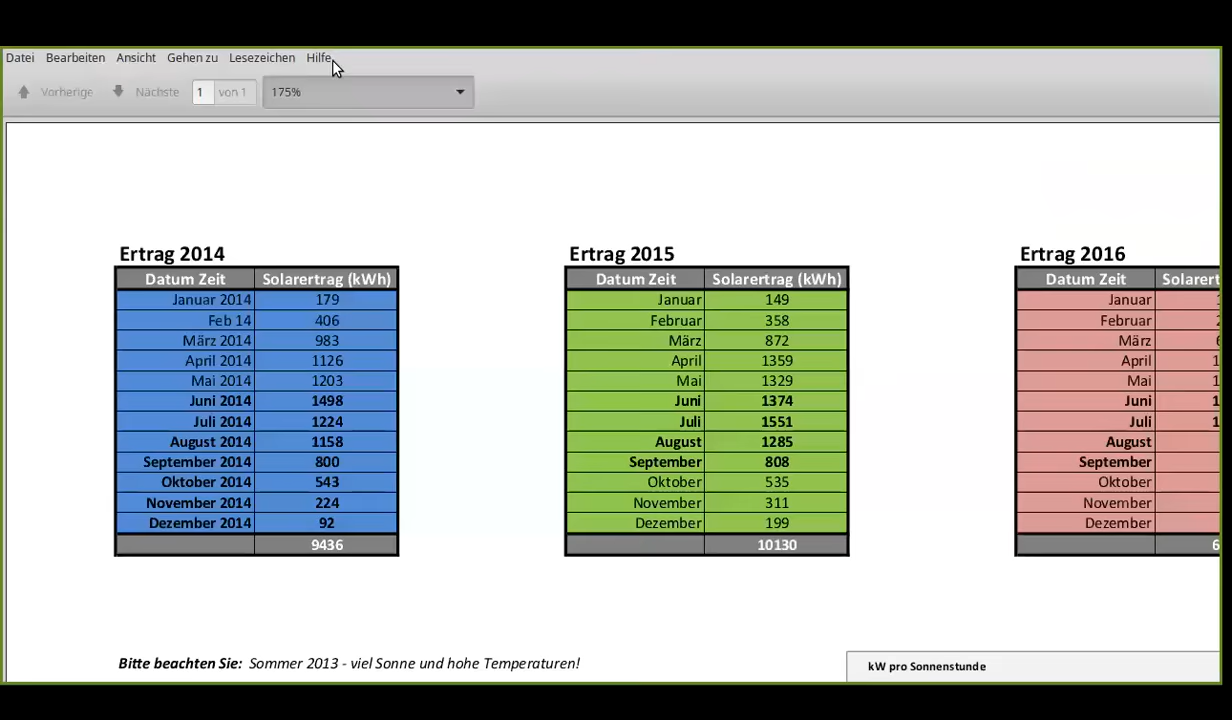 Datei Bearbeiten Ansicht Gehen zu Lesezeichen Hilfe
Vorherige Nächste 1 von 1 175%
Ertrag 2014
Datum Zeit Solarertrag (kWh)
Januar 2014 179
Feb 14 406
März 2014 983
April 2014 1126
Mai 2014 1203
Juni 2014 1498
Juli 2014 1224
August 2014 1158
September 2014 800
Oktober 2014 543
November 2014 224
Dezember 2014 92
9436
Ertrag 2015
Datum Zeit Solarertrag (kWh)
Januar 149
Februar 358
März 872
April 1359
Mai 1329
Juni 1374
Juli 1551
August 1285
September 808
Oktober 535
November 311
Dezember 199
10130
Ertrag 2016
Datum Zeit
Januar
Februar
März
April
Mai
Juni
Juli
August
September
Oktober
November
Dezember
Bitte beachten Sie: Sommer 2013 - viel Sonne und hohe Temperaturen!
kW pro Sonnenstunde